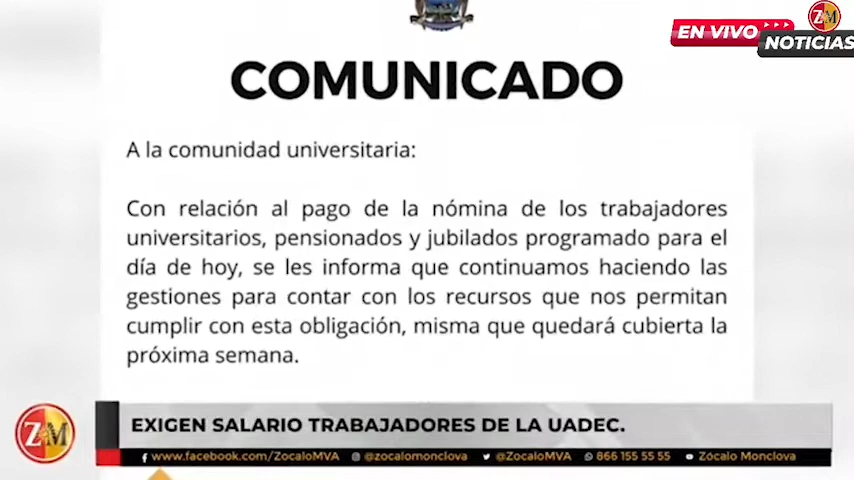 EN VIVO
ZM
NOTICIAS
COMUNICADO
A la comunidad universitaria:
Con relación al pago de la nómina de los trabajadores
universitarios, pensionados y jubilados programado para el
día de hoy, se les informa que continuamos haciendo las
gestiones para contar con los recursos que nos permitan
cumplir con esta obligación, misma que quedará cubierta la
próxima semana.
ZM
EXIGEN SALARIO TRABAJADORES DE LA UADEC.
www.facebook.com/ZocaloMVA @zocalomonclova @ZocaloMVA 866 155 55 55 Zócalo Monclova